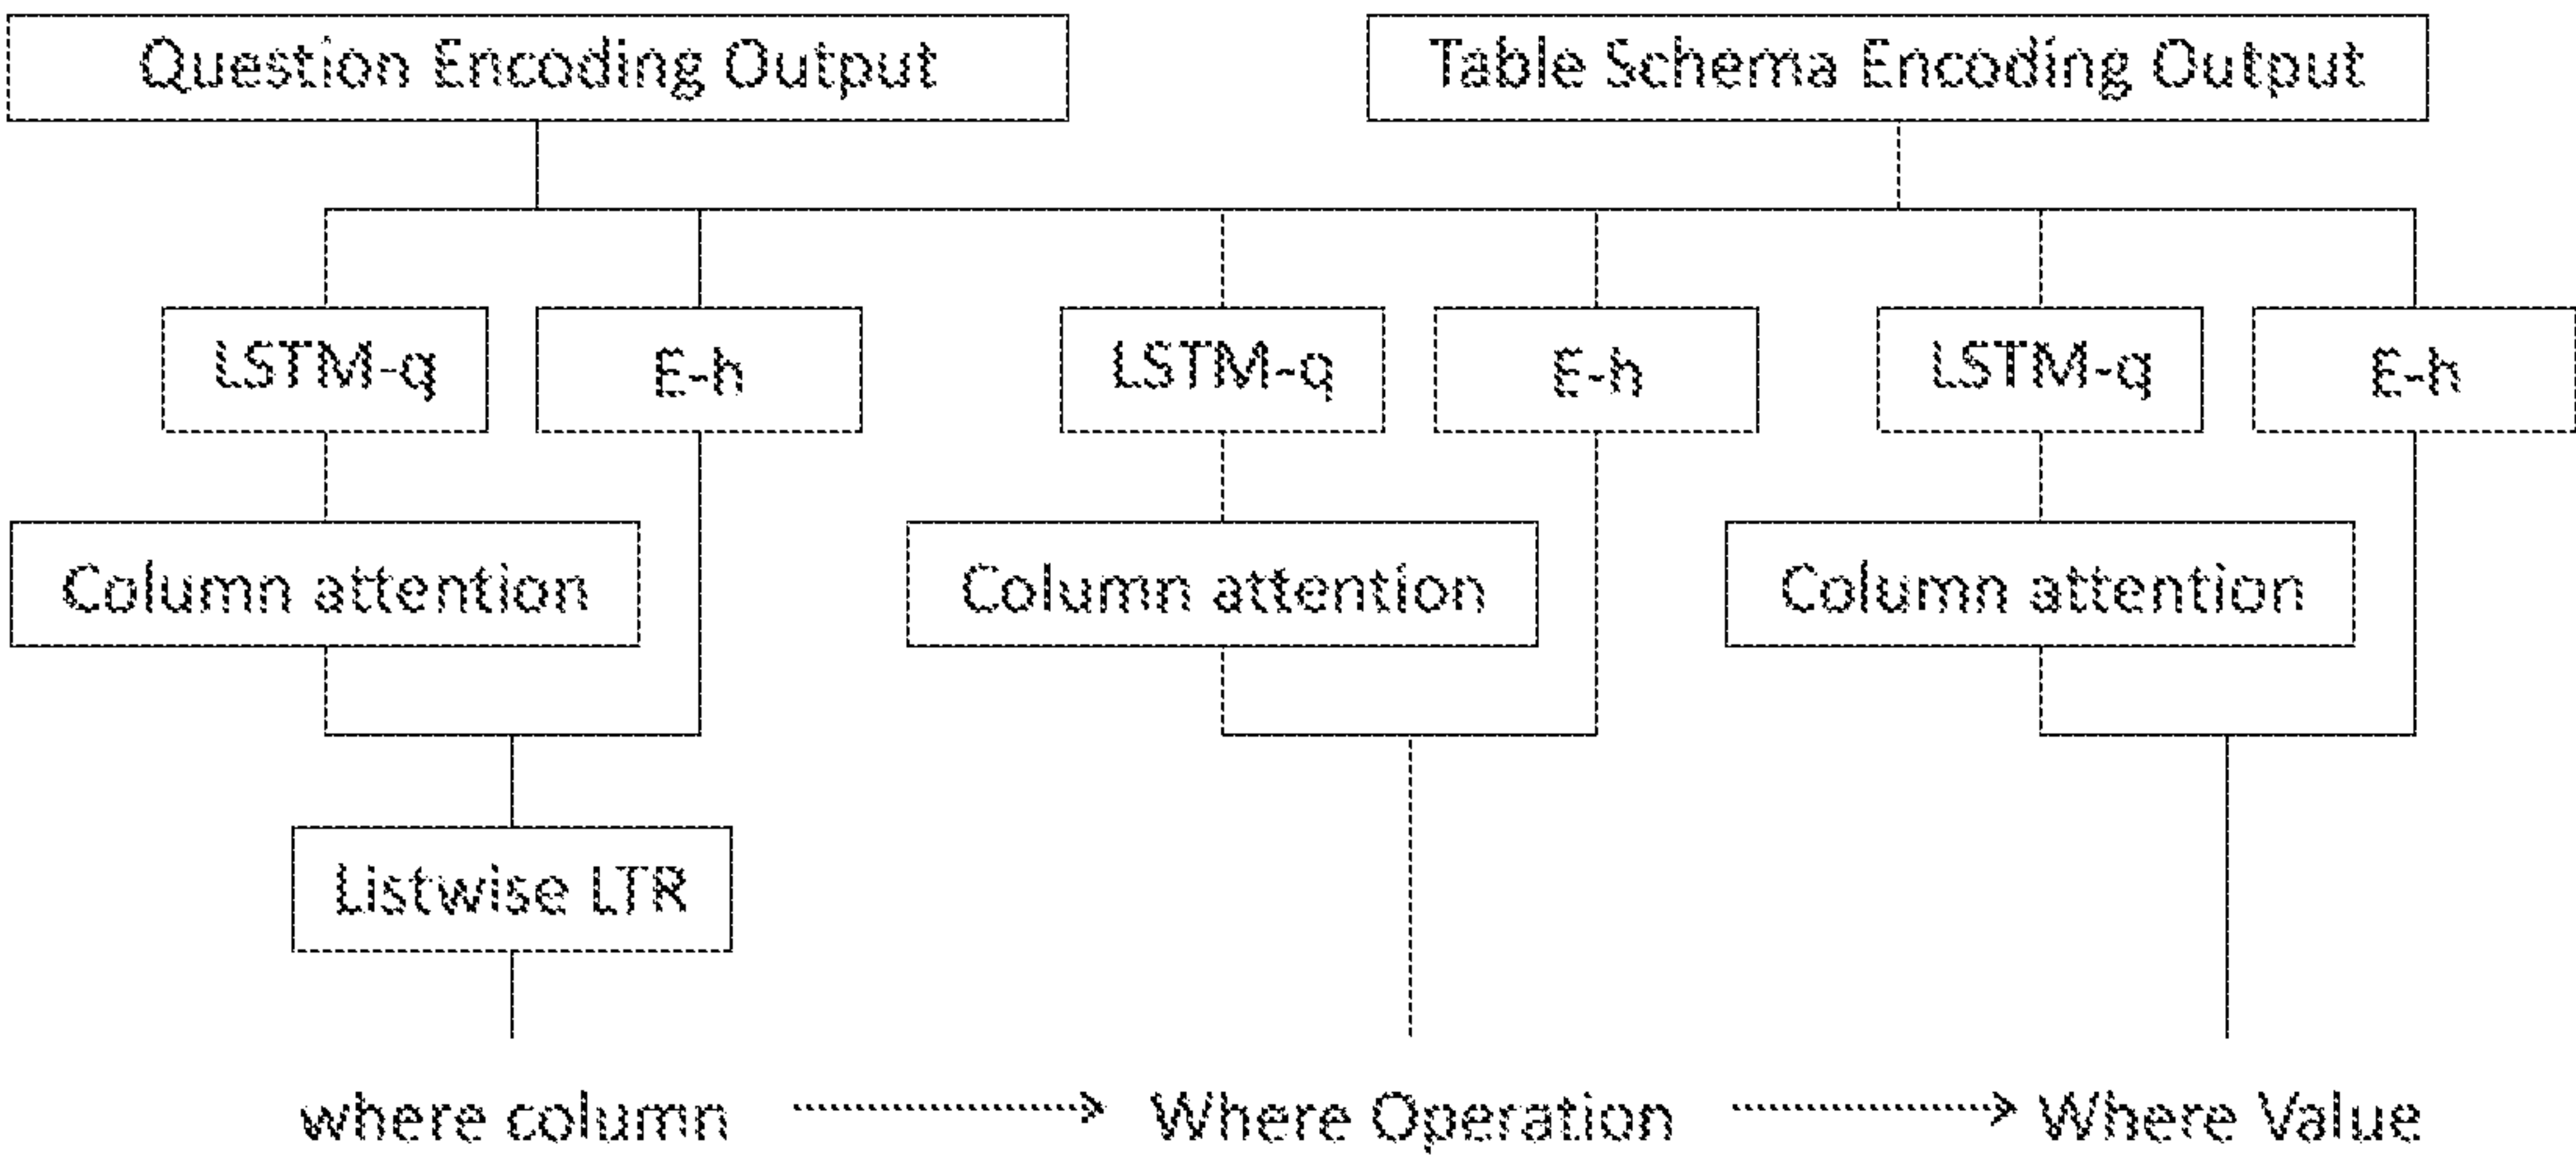 Question Encoding Output
Table Schema Encoding Output
LSTM-q
E-h
LSTM-q
E-h
LSTM-q
E-h
Column attention
Column attention
Column attention
Listwise LTR
where column
Where Operation
Where Value